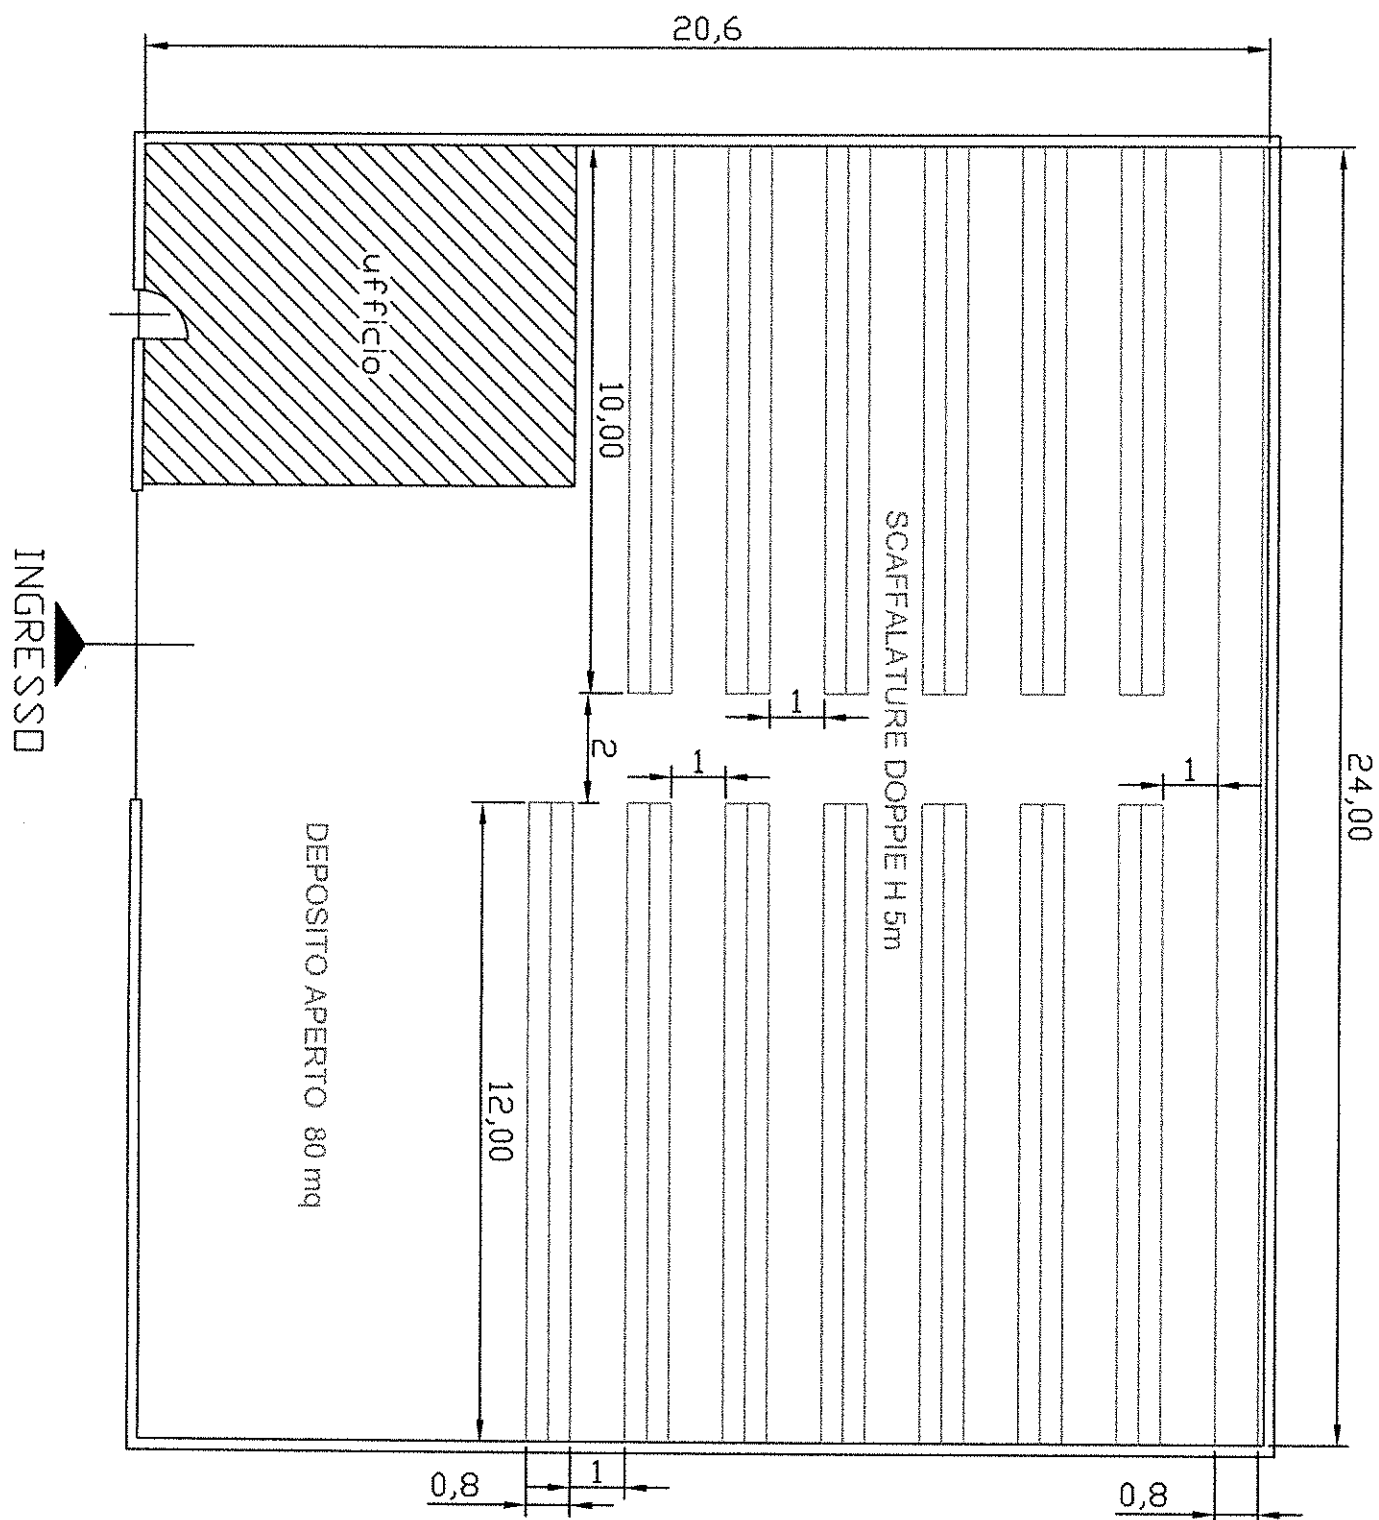 20,6
24,00
ufficio
10,00
SCAFFALATURE DOPPIE H 5m
1
1
1
2
INGRESSO
DEPOSITO APERTO 80 mq
12,00
0,8
1
0,8